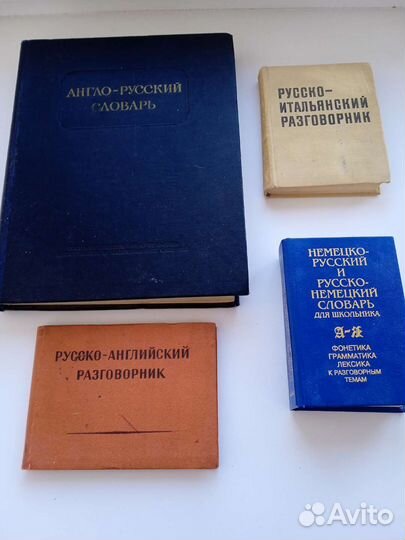 АНГЛО-РУССКИЙ
СЛОВАРЬ
РУССКО-
ИТАЛЬЯНСКИЙ
РАЗГОВОРНИК
НЕМЕЦКО-
РУССКИЙ И
РУССКО-
НЕМЕЦКИЙ
СЛОВАРЬ
ДЛЯ ШКОЛЬНИКА
А-Я
ФОНЕТИКА
ГРАММАТИКА
ЛЕКСИКА
К РАЗГОВОРНЫМ
ТЕМАМ
РУССКО-АНГЛИЙСКИЙ
РАЗГОВОРНИК
Avito